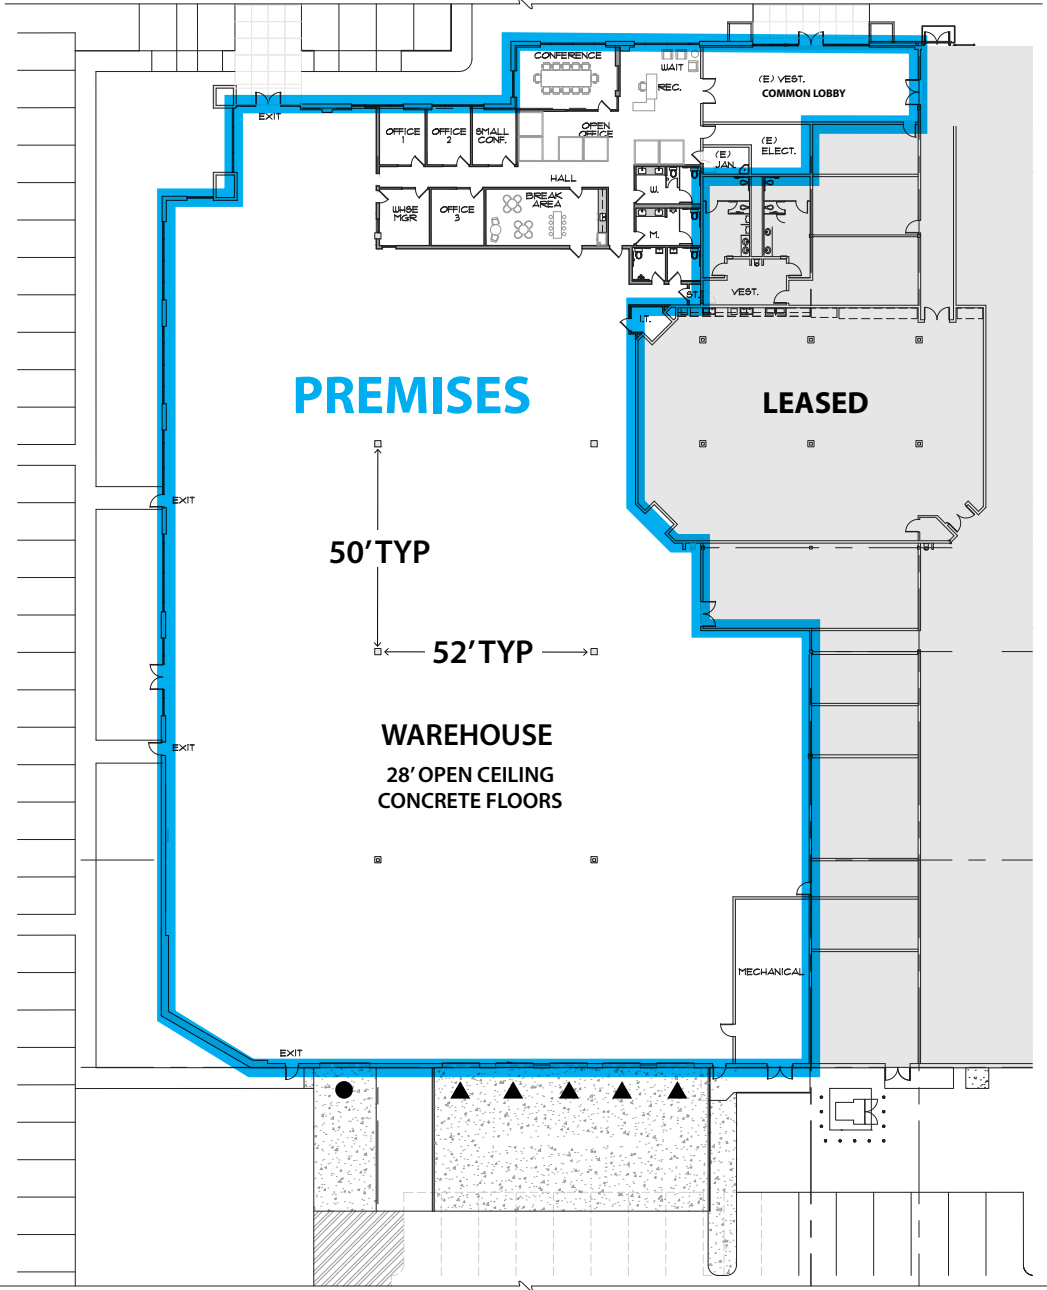 CONFERENCE
WAIT
REC.
(E) VEST.
COMMON LOBBY
EXIT
OFFICE
1
OFFICE
2
SMALL
CONF.
OPEN
OFFICE
(E)
ELECT.
(E)
JAN.
HALL
W.
WHSE
MGR
OFFICE
3
BREAK
AREA
M.
ST.
VEST.
I.T.
PREMISES
LEASED
EXIT
50' TYP
52' TYP
WAREHOUSE
28' OPEN CEILING
CONCRETE FLOORS
EXIT
MECHANICAL
EXIT